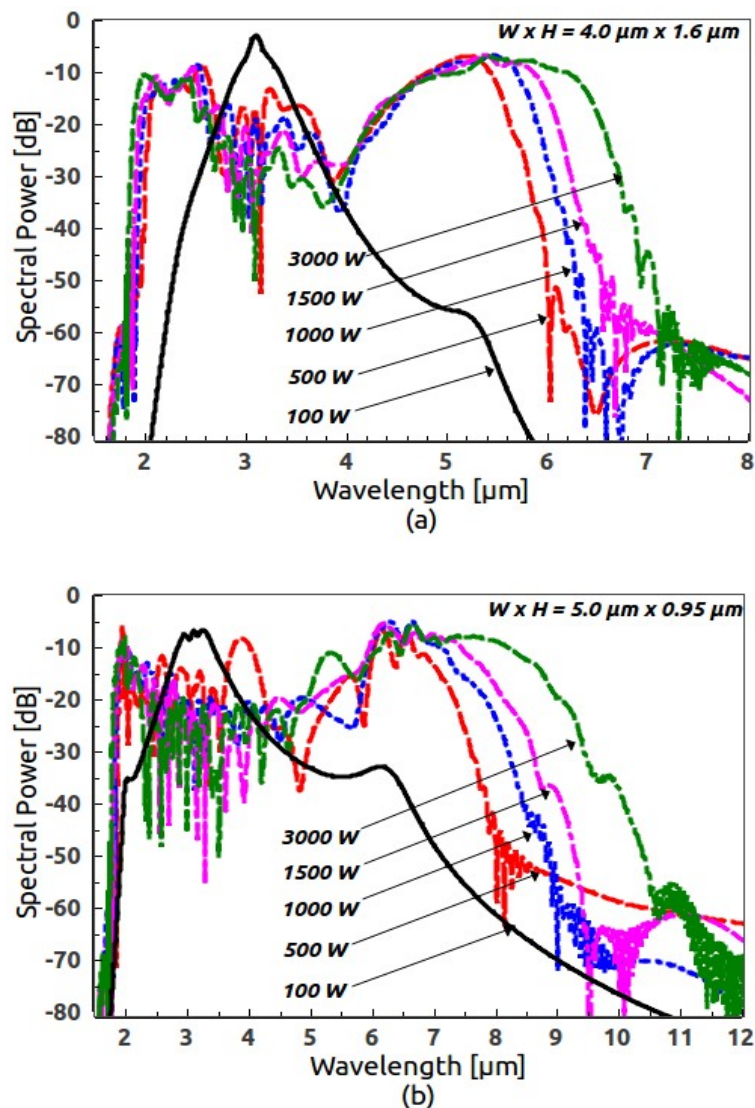 W x H = 4.0 μm x 1.6 μm
0
-10
-20
-30
-40
-50
-60
-70
-80
Spectral Power [dB]
3000 W
1500 W
1000 W
500 W
100 W
2 3 4 5 6 7 8
Wavelength [μm]
(a)
W x H = 5.0 μm x 0.95 μm
0
-10
-20
-30
-40
-50
-60
-70
-80
Spectral Power [dB]
3000 W
1500 W
1000 W
500 W
100 W
2 3 4 5 6 7 8 9 10 11 12
Wavelength [μm]
(b)